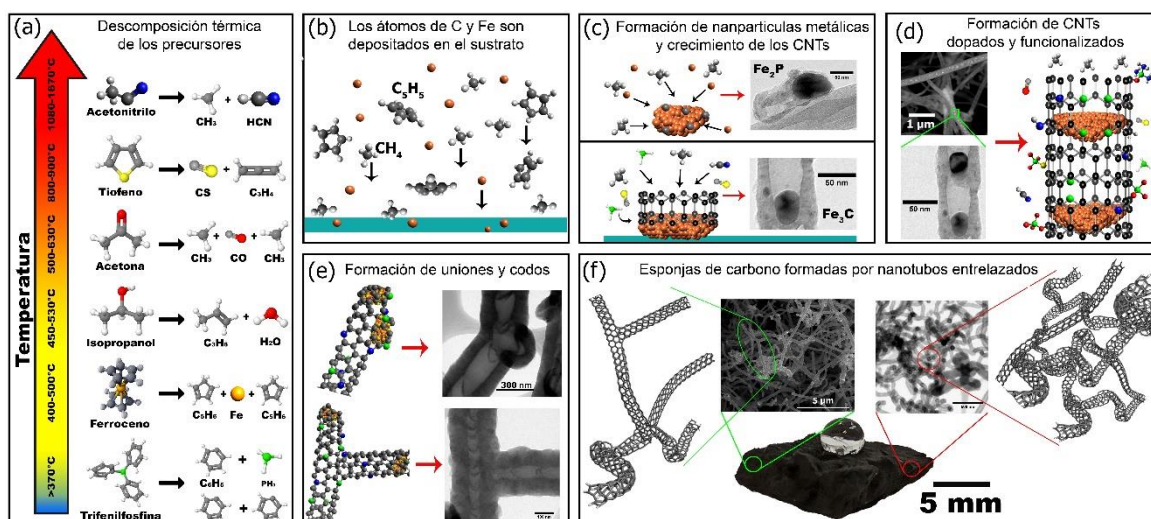 (a)
Descomposición térmica
de los precursores
Temperatura
1080-1670°C
800-900°C
500-630°C
450-530°C
400-500°C
>370°C
Acetonitrilo
CH₃ + HCN
Tiofeno
CS + C₃H₄
Acetona
CH₃ + CO + CH₃
Isopropanol
C₃H₆ + H₂O
Ferroceno
C₅H₆ + Fe + C₅H₆
Trifenilfosfina
C₆H₆ + PH₃
(b)
Los átomos de C y Fe son
depositados en el sustrato
C₅H₅
CH₄
(c)
Formación de nanparticulas metálicas
y crecimiento de los CNTs
Fe₂P
Fe₃C
50 nm
(d)
Formación de CNTs
dopados y funcionalizados
1 µm
50 nm
(e)
Formación de uniones y codos
300 nm
(f)
Esponjas de carbono formadas por nanotubos entrelazados
5 µm
5 mm